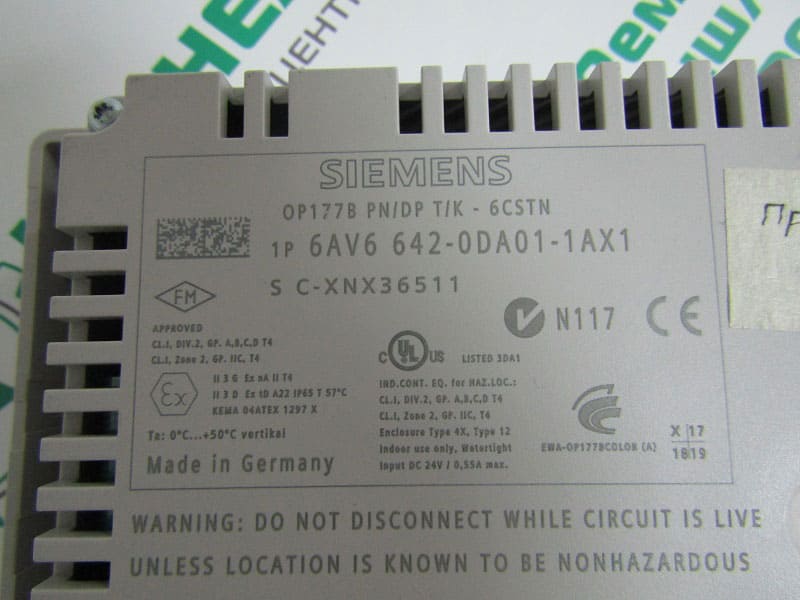 SIEMENS
OP177B PN/DP T/K - 6CSTN
1P 6AV6 642-0DA01-1AX1
S C-XNX36511
FM
APPROVED
CL.I, DIV.2, GP. A,B,C,D T4
CL.I, Zone 2, GP. IIC, T4
Ex
II 3 G Ex nA II T4
II 3 D Ex tD A22 IP65 T 57°C
KEMA 04ATEX 1297 X
Ta: 0°C...+50°C vertikal
Made in Germany
N117
CE
C UL US LISTED 3DA1
IND.CONT. EQ. for HAZ.LOC.:
CL.I, DIV.2, GP. A,B,C,D T4
CL.I, Zone 2, GP. IIC, T4
Enclosure Type 4X, Type 12
Indoor use only, Watertight
Input DC 24V / 0,55A max.
EWA-OP177BCOLOR (A)
X 17
18 19
WARNING: DO NOT DISCONNECT WHILE CIRCUIT IS LIVE
UNLESS LOCATION IS KNOWN TO BE NONHAZARDOUS